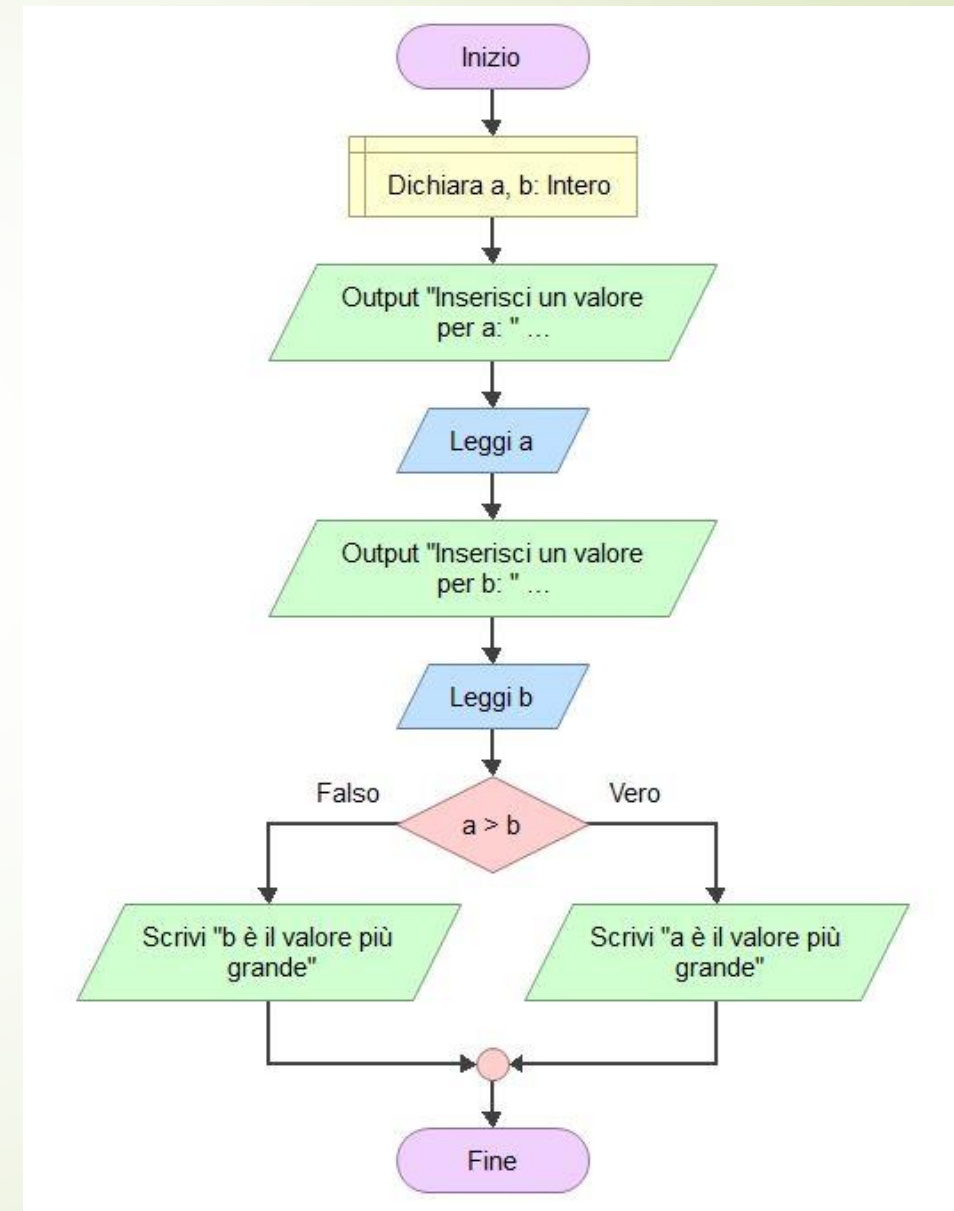 Inizio
Dichiara a, b: Intero
Output "Inserisci un valore
per a: " ...
Leggi a
Output "Inserisci un valore
per b: " ...
Leggi b
Falso
a > b
Vero
Scrivi "b è il valore più
grande"
Scrivi "a è il valore più
grande"
Fine